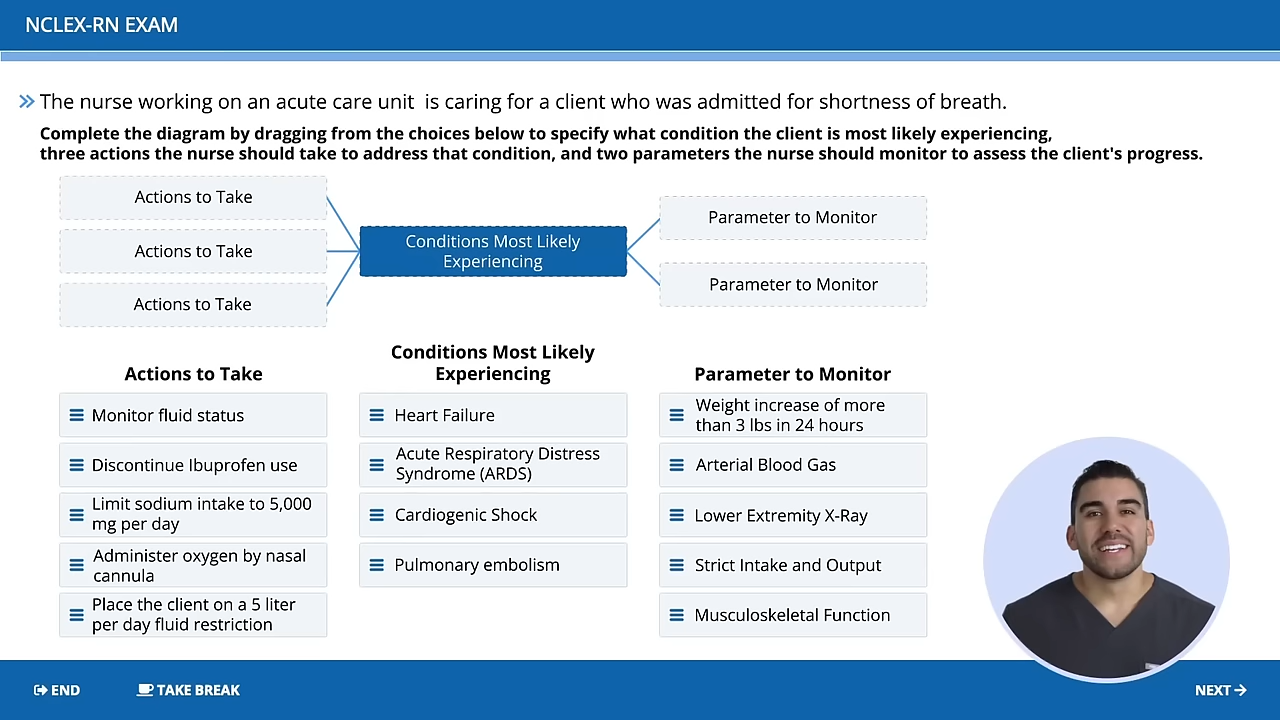 NCLEX-RN EXAM
The nurse working on an acute care unit is caring for a client who was admitted for shortness of breath.
Complete the diagram by dragging from the choices below to specify what condition the client is most likely experiencing,
three actions the nurse should take to address that condition, and two parameters the nurse should monitor to assess the client's progress.
Actions to Take
Actions to Take
Actions to Take
Conditions Most Likely
Experiencing
Parameter to Monitor
Parameter to Monitor
Actions to Take
Monitor fluid status
Discontinue Ibuprofen use
Limit sodium intake to 5,000
mg per day
Administer oxygen by nasal
cannula
Place the client on a 5 liter
per day fluid restriction
Conditions Most Likely
Experiencing
Heart Failure
Acute Respiratory Distress
Syndrome (ARDS)
Cardiogenic Shock
Pulmonary embolism
Parameter to Monitor
Weight increase of more
than 3 lbs in 24 hours
Arterial Blood Gas
Lower Extremity X-Ray
Strict Intake and Output
Musculoskeletal Function
END
TAKE BREAK
NEXT